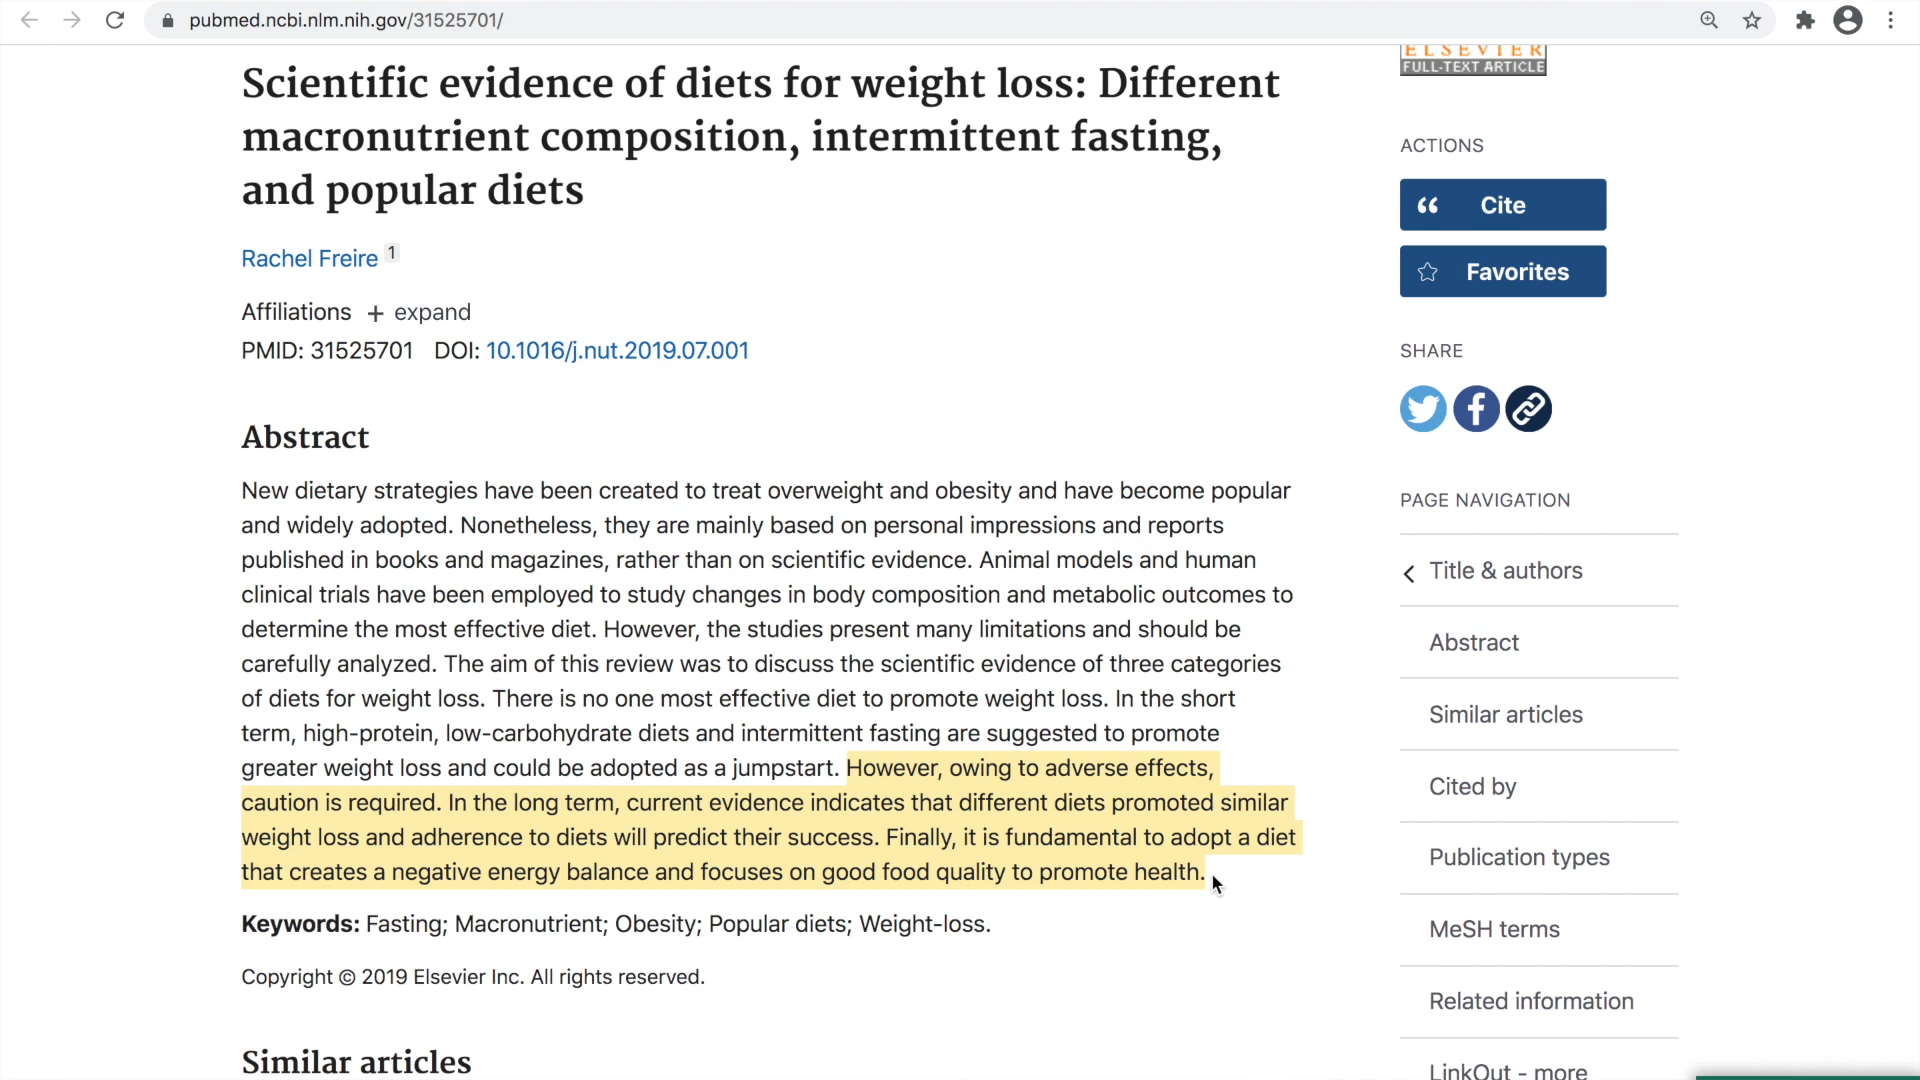 pubmed.ncbi.nlm.nih.gov/31525701/
ELSEVIER
FULL-TEXT ARTICLE
Scientific evidence of diets for weight loss: Different
macronutrient composition, intermittent fasting,
and popular diets
Rachel Freire 1
Affiliations + expand
PMID: 31525701 DOI: 10.1016/j.nut.2019.07.001
Abstract
New dietary strategies have been created to treat overweight and obesity and have become popular
and widely adopted. Nonetheless, they are mainly based on personal impressions and reports
published in books and magazines, rather than on scientific evidence. Animal models and human
clinical trials have been employed to study changes in body composition and metabolic outcomes to
determine the most effective diet. However, the studies present many limitations and should be
carefully analyzed. The aim of this review was to discuss the scientific evidence of three categories
of diets for weight loss. There is no one most effective diet to promote weight loss. In the short
term, high-protein, low-carbohydrate diets and intermittent fasting are suggested to promote
greater weight loss and could be adopted as a jumpstart. However, owing to adverse effects,
caution is required. In the long term, current evidence indicates that different diets promoted similar
weight loss and adherence to diets will predict their success. Finally, it is fundamental to adopt a diet
that creates a negative energy balance and focuses on good food quality to promote health.
Keywords: Fasting; Macronutrient; Obesity; Popular diets; Weight-loss.
Copyright © 2019 Elsevier Inc. All rights reserved.
Similar articles
ACTIONS
Cite
Favorites
SHARE
PAGE NAVIGATION
Title & authors
Abstract
Similar articles
Cited by
Publication types
MeSH terms
Related information
LinkOut - more